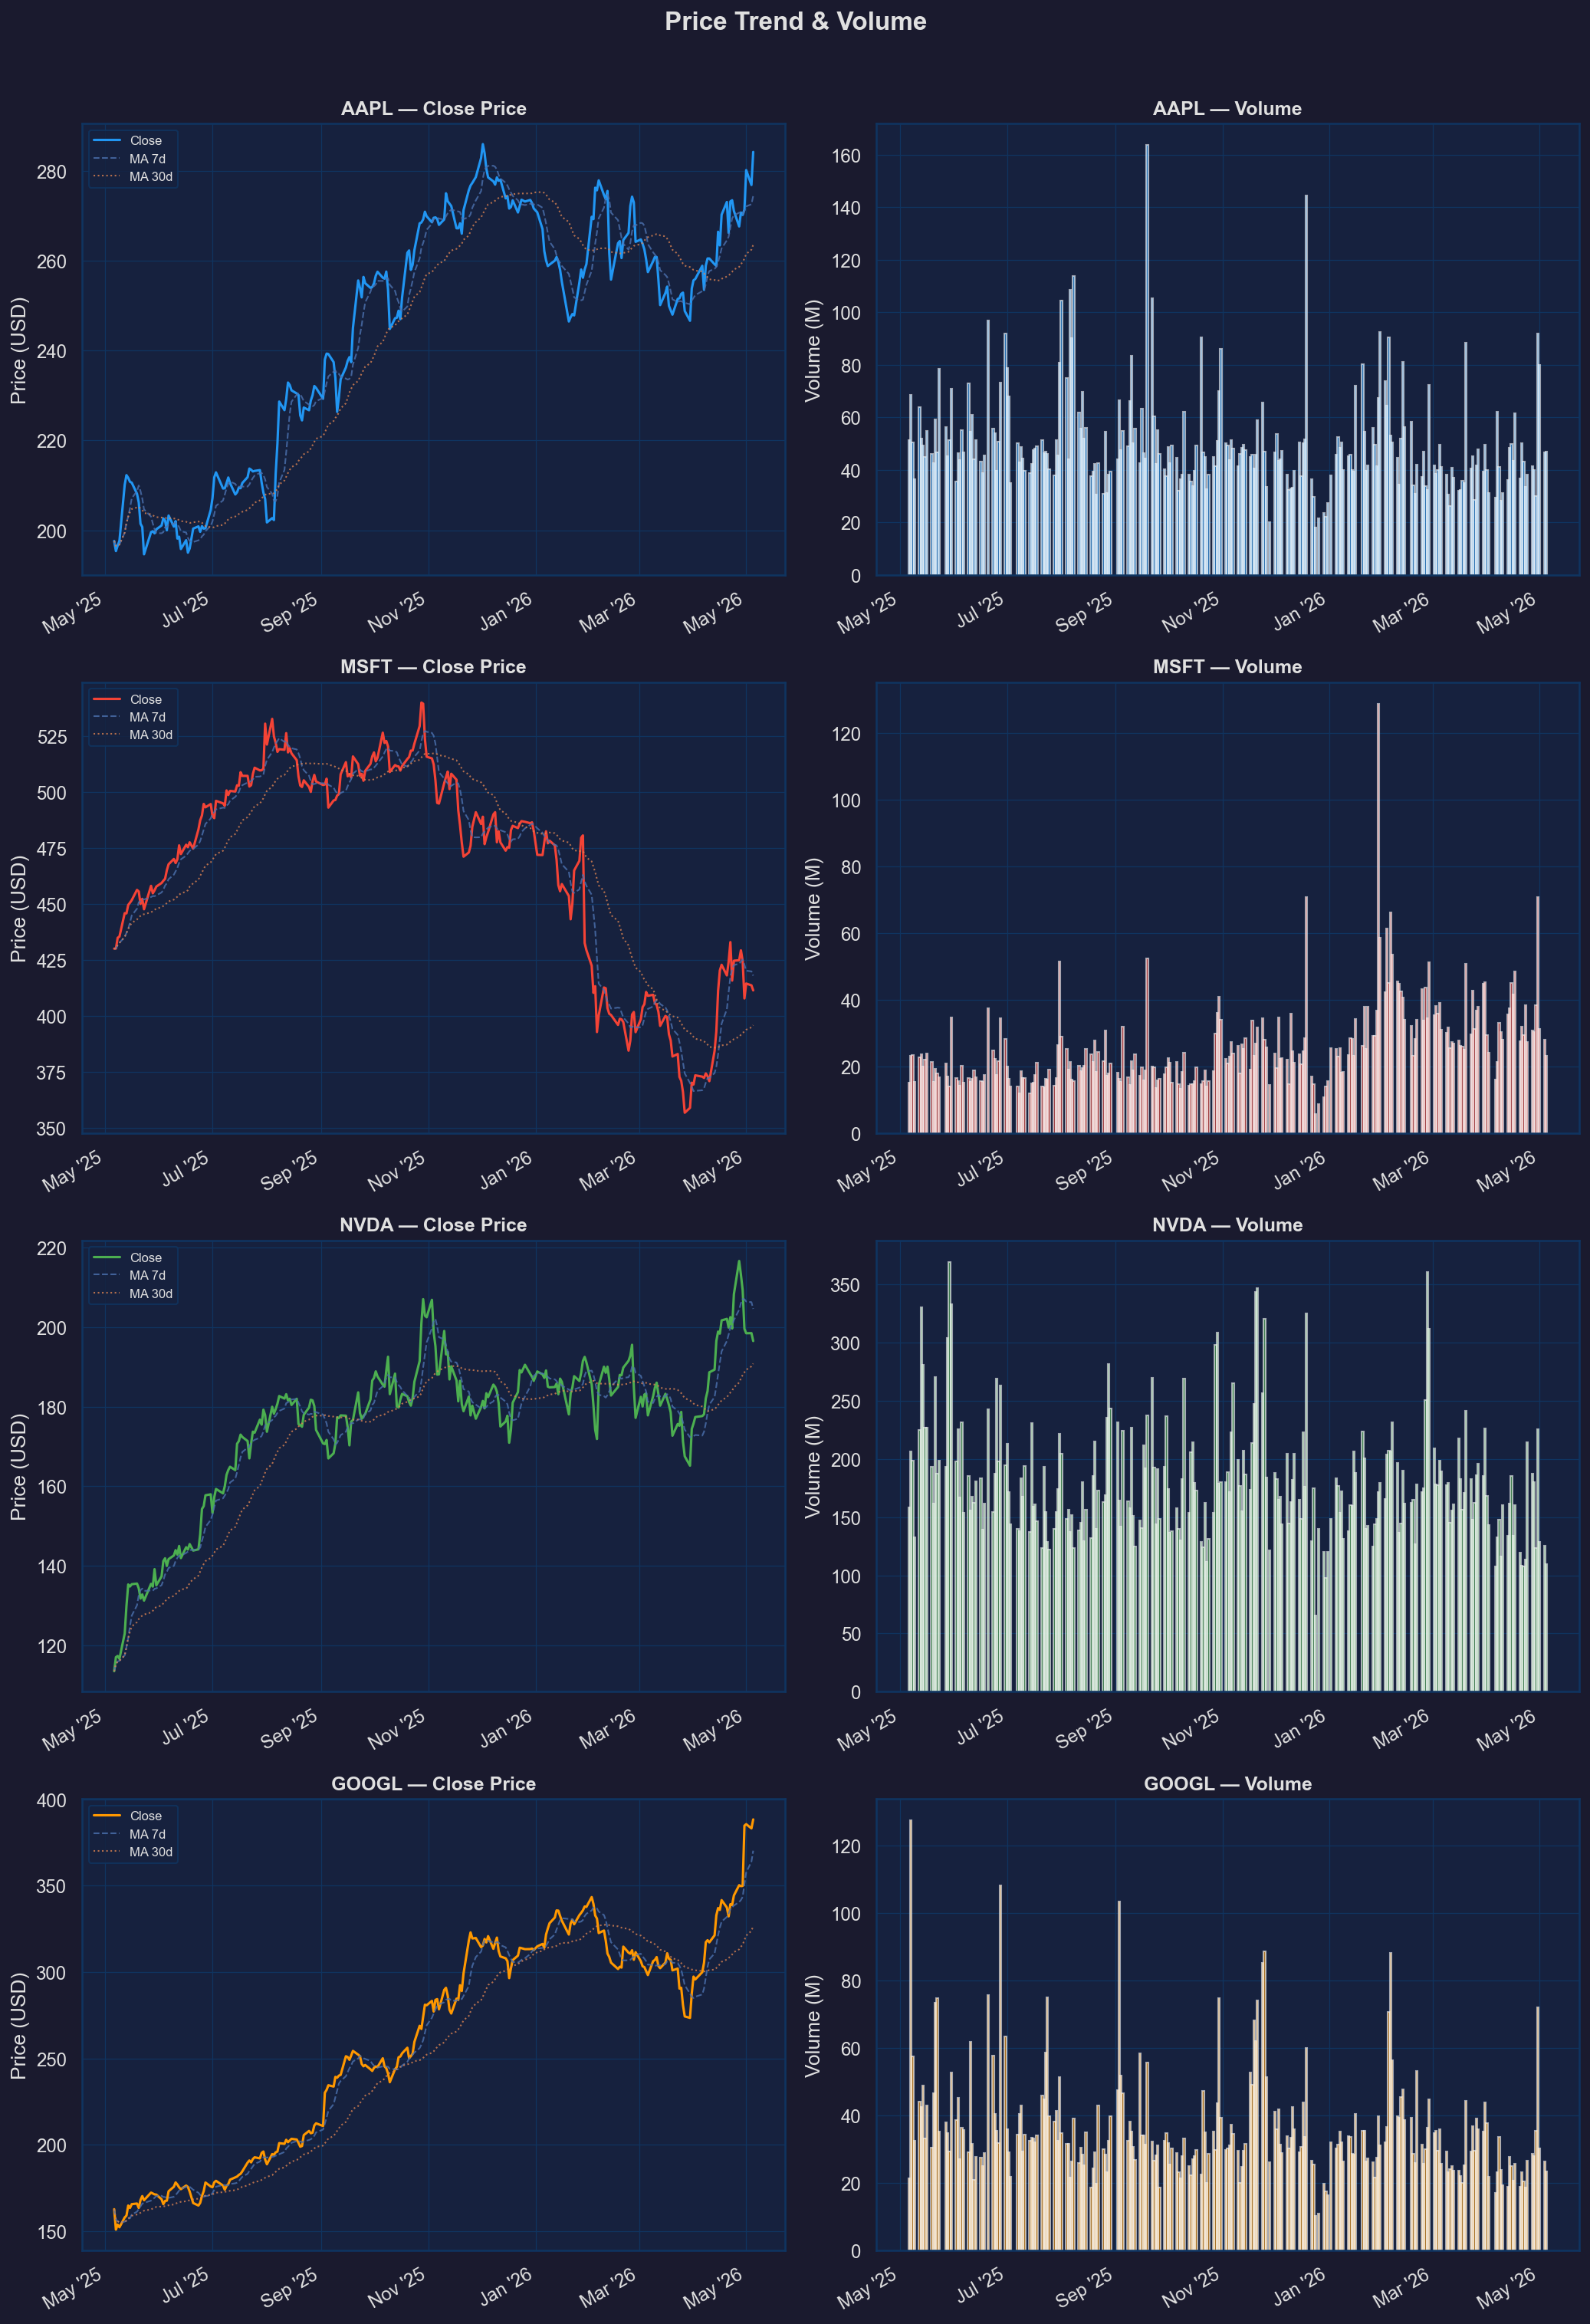 Price Trend & Volume
AAPL — Close Price
Close
MA 7d
MA 30d
Price (USD)
280
260
240
220
200
May '25
Jul '25
Sep '25
Nov '25
Jan '26
Mar '26
May '26
AAPL — Volume
Volume (M)
160
140
120
100
80
60
40
20
0
May '25
Jul '25
Sep '25
Nov '25
Jan '26
Mar '26
May '26
MSFT — Close Price
Close
MA 7d
MA 30d
Price (USD)
525
500
475
450
425
400
375
350
May '25
Jul '25
Sep '25
Nov '25
Jan '26
Mar '26
May '26
MSFT — Volume
Volume (M)
120
100
80
60
40
20
0
May '25
Jul '25
Sep '25
Nov '25
Jan '26
Mar '26
May '26
NVDA — Close Price
Close
MA 7d
MA 30d
Price (USD)
220
200
180
160
140
120
May '25
Jul '25
Sep '25
Nov '25
Jan '26
Mar '26
May '26
NVDA — Volume
Volume (M)
350
300
250
200
150
100
50
0
May '25
Jul '25
Sep '25
Nov '25
Jan '26
Mar '26
May '26
GOOGL — Close Price
Close
MA 7d
MA 30d
Price (USD)
400
350
300
250
200
150
May '25
Jul '25
Sep '25
Nov '25
Jan '26
Mar '26
May '26
GOOGL — Volume
Volume (M)
120
100
80
60
40
20
0
May '25
Jul '25
Sep '25
Nov '25
Jan '26
Mar '26
May '26